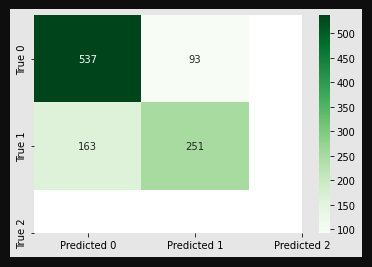 True 0
537
93
True 1
163
251
True 2
Predicted 0
Predicted 1
Predicted 2
500
450
400
350
300
250
200
150
100